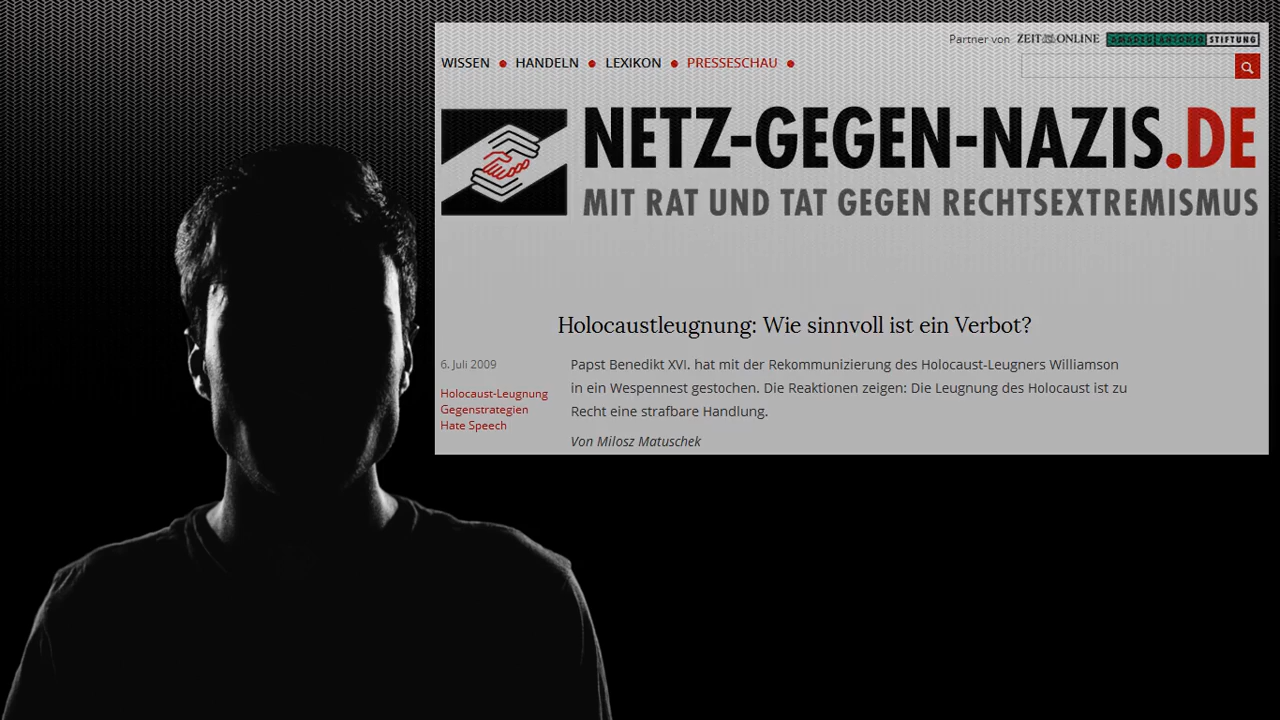 Partner von ZEIT ONLINE AMADEU ANTONIO STIFTUNG
WISSEN ● HANDELN ● LEXIKON ● PRESSESCHAU ●
NETZ-GEGEN-NAZIS.DE
MIT RAT UND TAT GEGEN RECHTSEXTREMISMUS
Holocaustleugnung: Wie sinnvoll ist ein Verbot?
6. Juli 2009
Holocaust-Leugnung
Gegenstrategien
Hate Speech
Papst Benedikt XVI. hat mit der Rekommunizierung des Holocaust-Leugners Williamson
in ein Wespennest gestochen. Die Reaktionen zeigen: Die Leugnung des Holocaust ist zu
Recht eine strafbare Handlung.
Von Milosz Matuschek